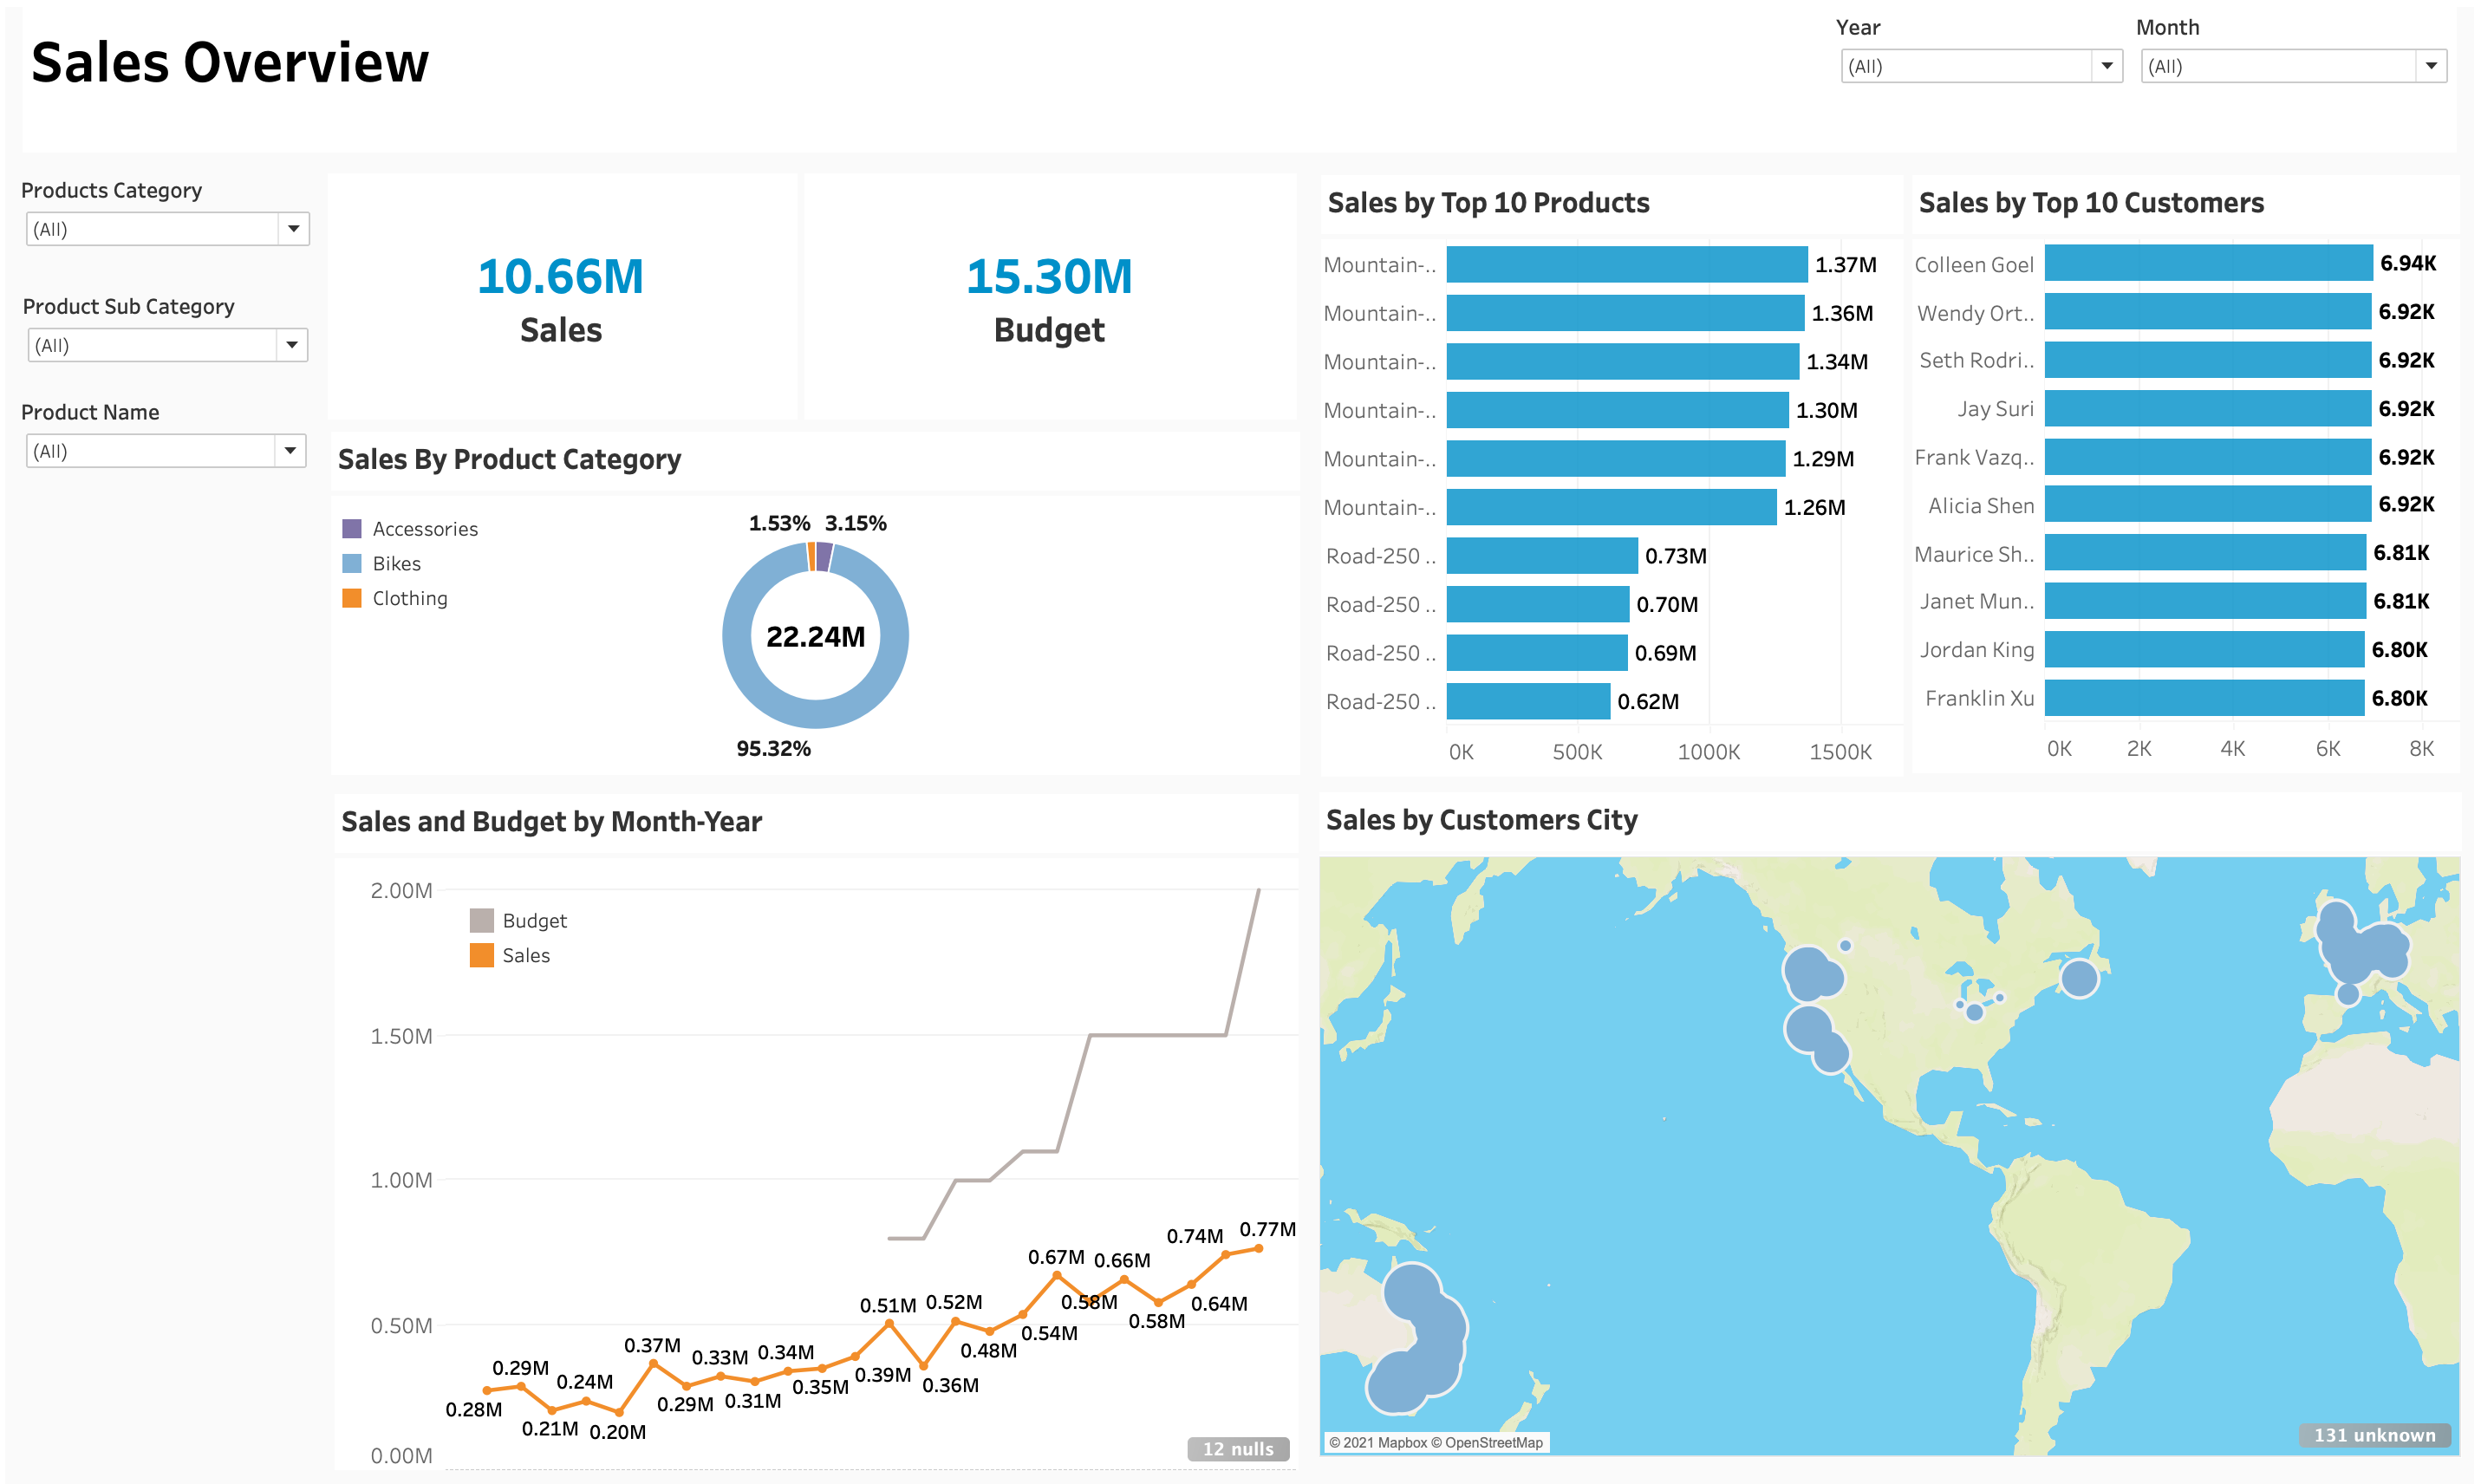 Sales Overview
Year
(All)
Month
(All)
Products Category
(All)
Product Sub Category
(All)
Product Name
(All)
10.66M
Sales
15.30M
Budget
Sales By Product Category
Accessories
Bikes
Clothing
1.53% 3.15%
22.24M
95.32%
Sales by Top 10 Products
Mountain-.. 1.37M
Mountain-.. 1.36M
Mountain-.. 1.34M
Mountain-.. 1.30M
Mountain-.. 1.29M
Mountain-.. 1.26M
Road-250 .. 0.73M
Road-250 .. 0.70M
Road-250 .. 0.69M
Road-250 .. 0.62M
0K 500K 1000K 1500K
Sales by Top 10 Customers
Colleen Goel 6.94K
Wendy Ort.. 6.92K
Seth Rodri.. 6.92K
Jay Suri 6.92K
Frank Vazq.. 6.92K
Alicia Shen 6.92K
Maurice Sh.. 6.81K
Janet Mun.. 6.81K
Jordan King 6.80K
Franklin Xu 6.80K
0K 2K 4K 6K 8K
Sales and Budget by Month-Year
2.00M
1.50M
1.00M
0.50M
0.00M
Budget
Sales
0.28M
0.29M
0.21M
0.24M
0.20M
0.37M
0.29M
0.33M
0.31M
0.34M
0.35M
0.39M
0.51M
0.36M
0.52M
0.48M
0.54M
0.67M
0.58M
0.66M
0.58M
0.64M
0.74M
0.77M
12 nulls
Sales by Customers City
© 2021 Mapbox © OpenStreetMap
131 unknown